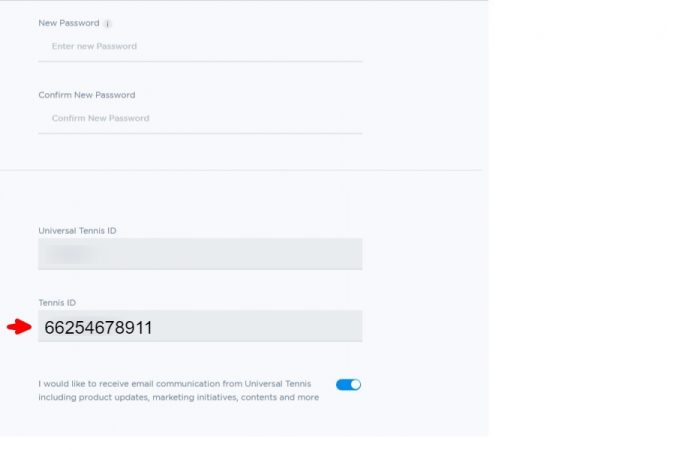 New Password i
Enter new Password
Confirm New Password
Confirm New Password
Universal Tennis ID
Tennis ID
66254678911
I would like to receive email communication from Universal Tennis
including product updates, marketing initiatives, contents and more